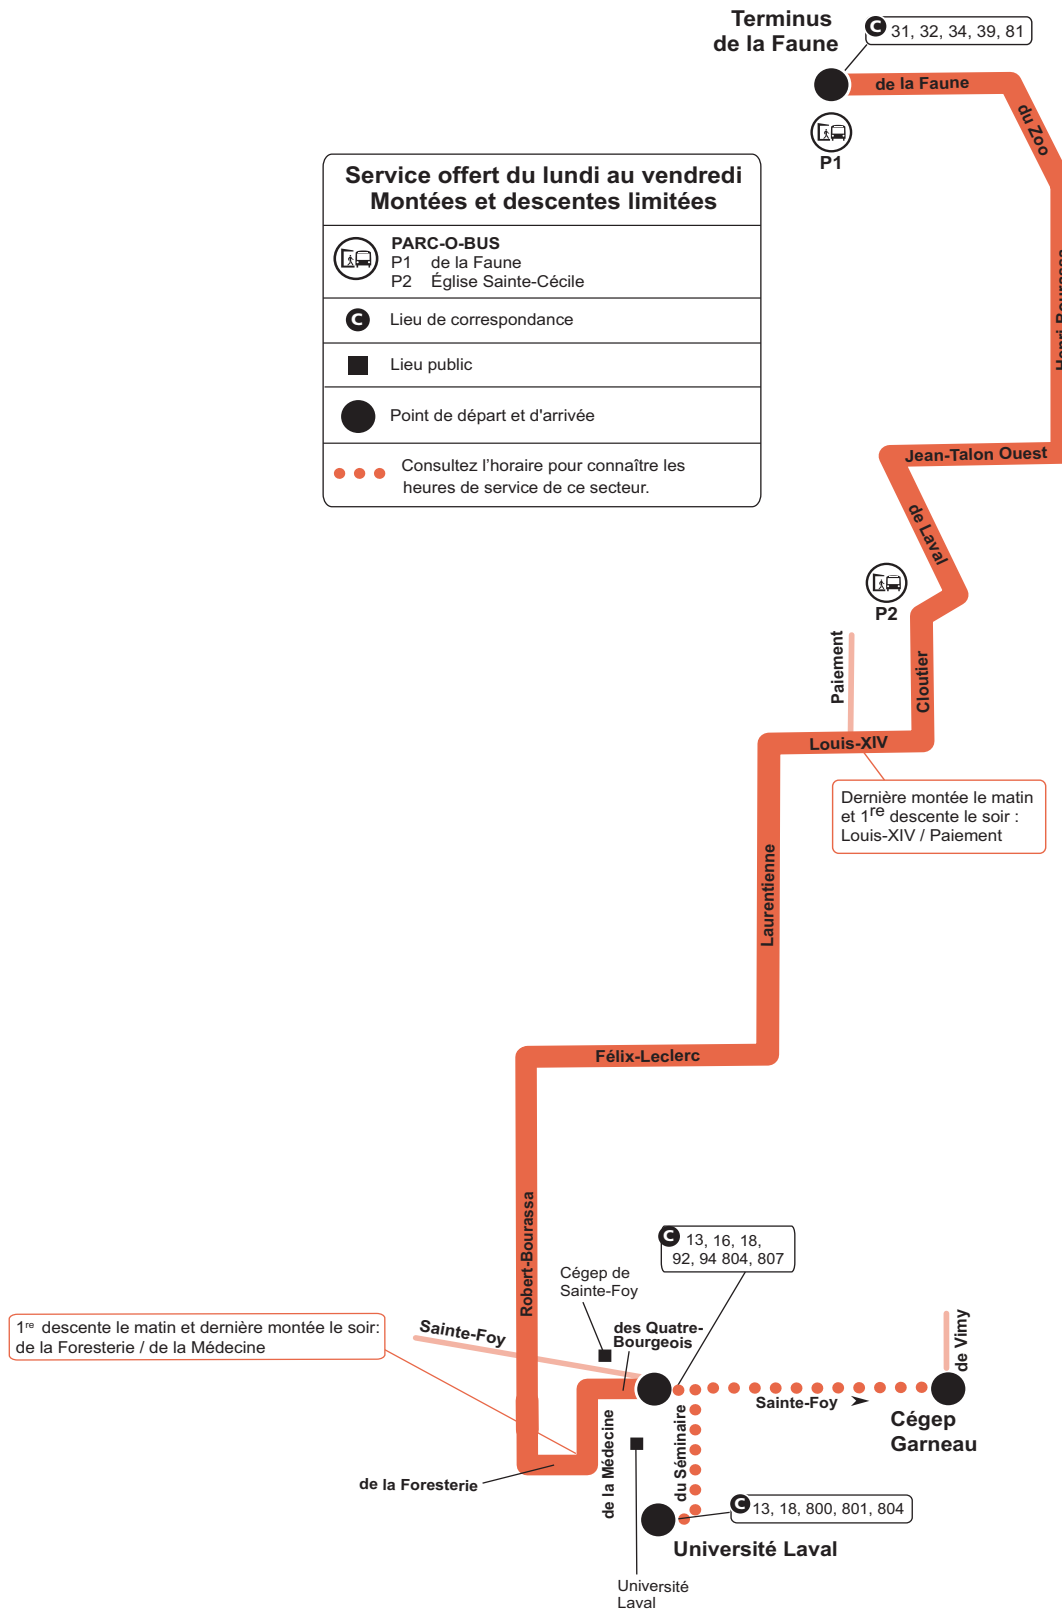 Terminus
de la Faune
C 31, 32, 34, 39, 81
de la Faune
du Zoo
P1
Service offert du lundi au vendredi
Montées et descentes limitées
PARC-O-BUS
P1 de la Faune
P2 Église Sainte-Cécile
C Lieu de correspondance
Lieu public
Point de départ et d'arrivée
Consultez l'horaire pour connaître les
heures de service de ce secteur.
Henri-Bourassa
Jean-Talon Ouest
de Laval
P2
Paiement
Cloutier
Louis-XIV
Dernière montée le matin
et 1re descente le soir :
Louis-XIV / Paiement
Laurentienne
Félix-Leclerc
Robert-Bourassa
C 13, 16, 18,
92, 94 804, 807
Cégep de
Sainte-Foy
1re descente le matin et dernière montée le soir:
de la Foresterie / de la Médecine
Sainte-Foy
des Quatre-
Bourgeois
de Vimy
Sainte-Foy
Cégep
Garneau
de la Médecine
du Séminaire
de la Foresterie
C 13, 18, 800, 801, 804
Université Laval
Université
Laval